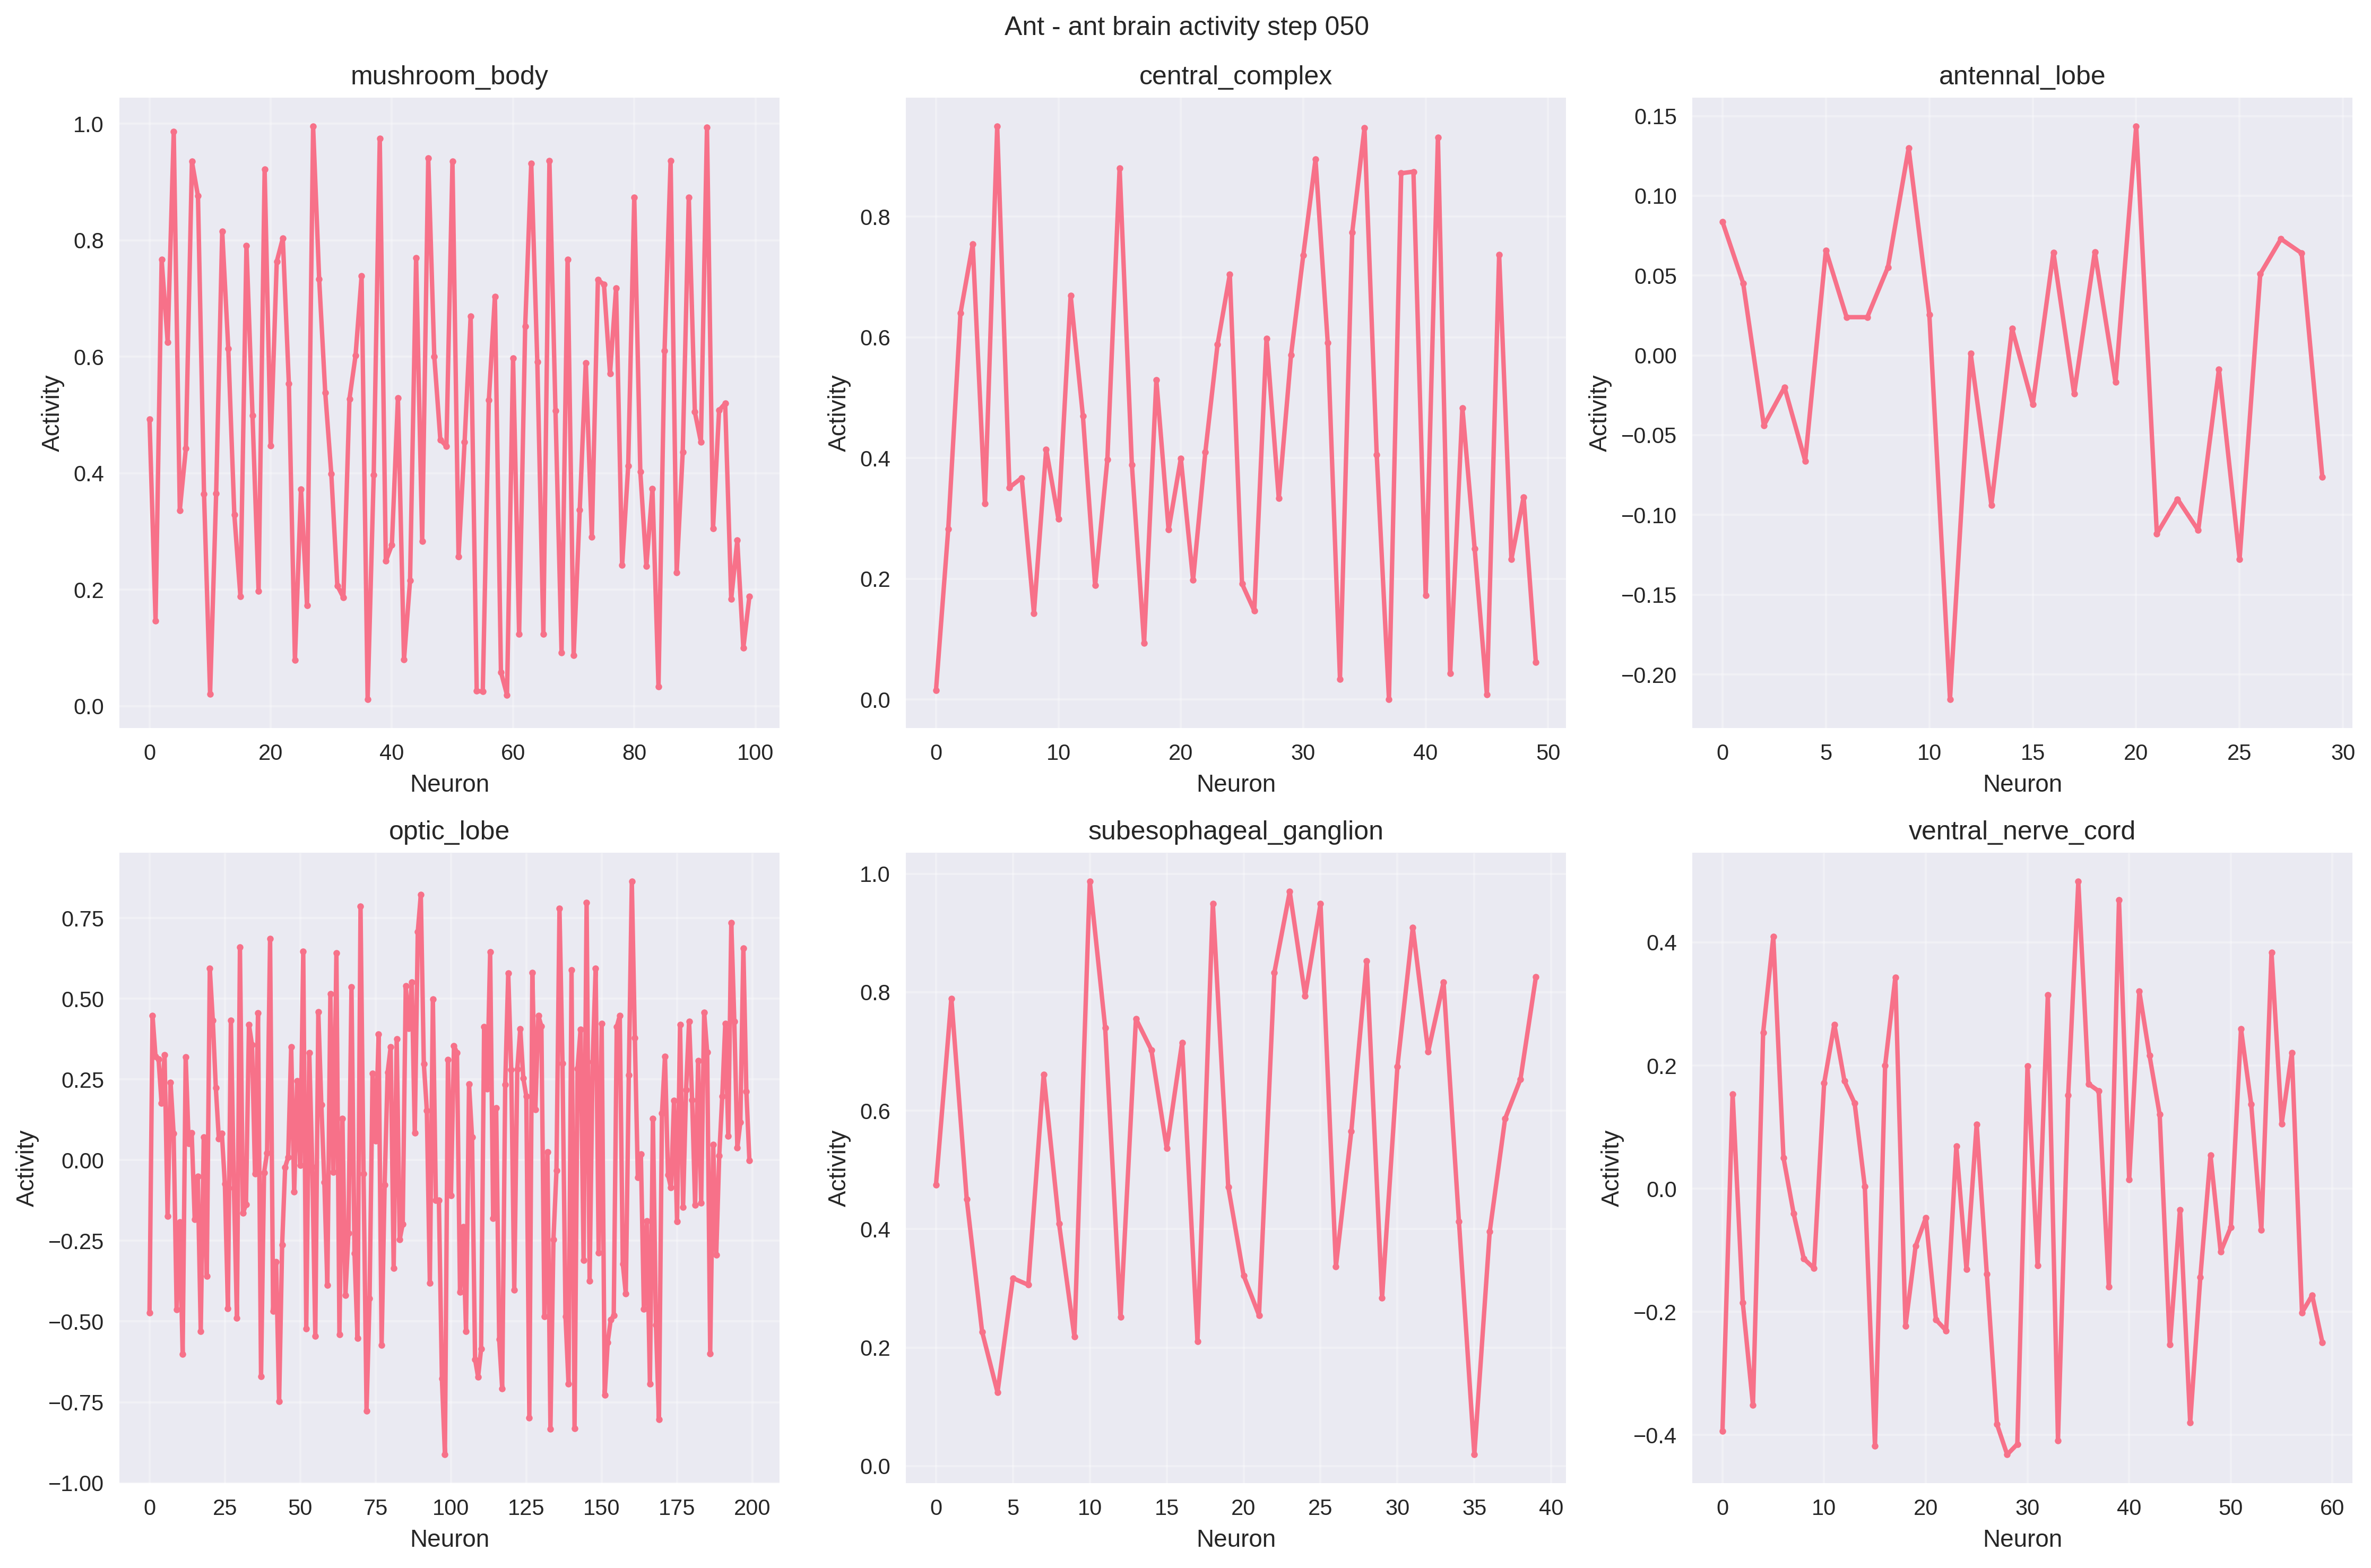 Ant - ant brain activity step 050
mushroom_body
central_complex
antennal_lobe
1.0
0.8
0.6
0.4
0.2
0.0
Activity
0 20 40 60 80 100
Neuron
0.8
0.6
0.4
0.2
0.0
Activity
0 10 20 30 40 50
Neuron
0.15
0.10
0.05
0.00
−0.05
−0.10
−0.15
−0.20
Activity
0 5 10 15 20 25 30
Neuron
optic_lobe
subesophageal_ganglion
ventral_nerve_cord
0.75
0.50
0.25
0.00
−0.25
−0.50
−0.75
−1.00
Activity
0 25 50 75 100 125 150 175 200
Neuron
1.0
0.8
0.6
0.4
0.2
0.0
Activity
0 5 10 15 20 25 30 35 40
Neuron
0.4
0.2
0.0
−0.2
−0.4
Activity
0 10 20 30 40 50 60
Neuron